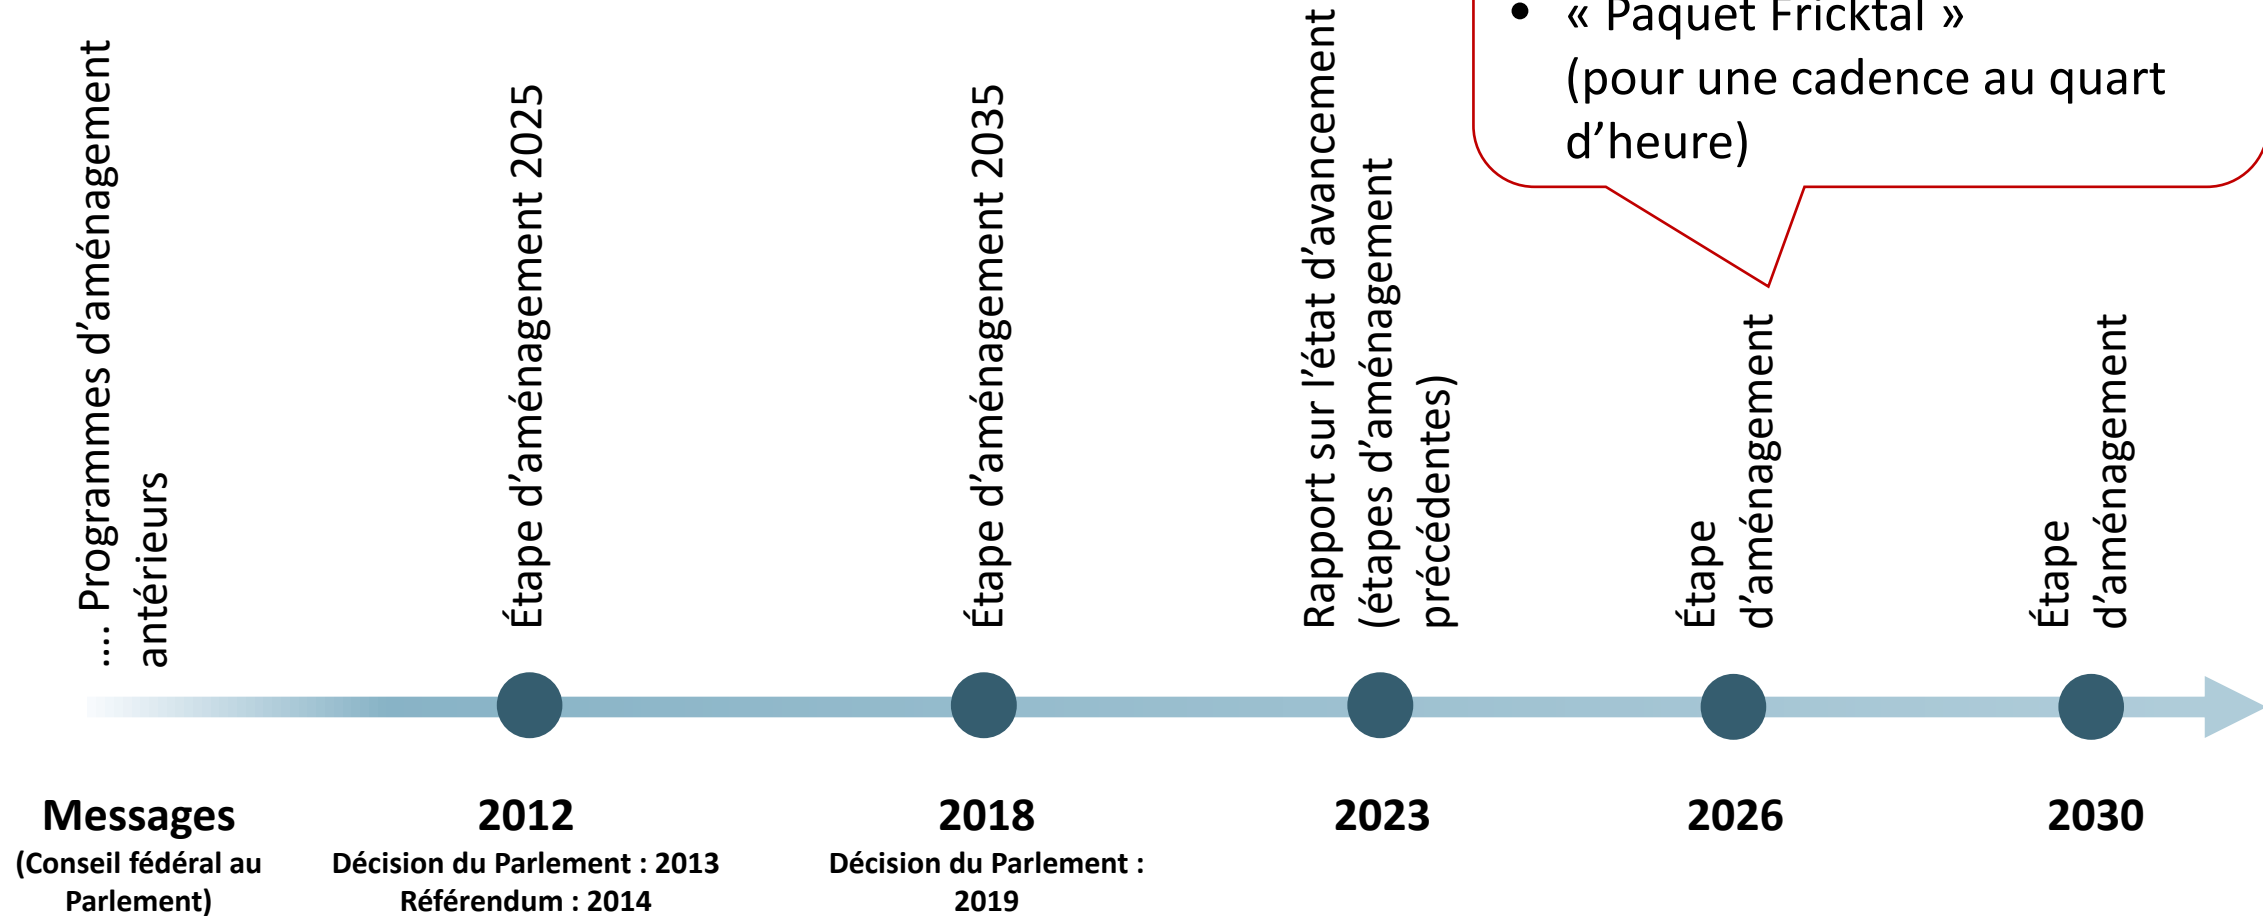 • « Paquet Fricktal »
(pour une cadence au quart
d’heure)
.... Programmes d’aménagement
antérieurs
Étape d’aménagement 2025
Étape d’aménagement 2035
Rapport sur l’état d’avancement
(étapes d’aménagement
précédentes)
Étape
d’aménagement
Étape
d’aménagement
Messages
(Conseil fédéral au
Parlement)
2012
Décision du Parlement : 2013
Référendum : 2014
2018
Décision du Parlement :
2019
2023
2026
2030